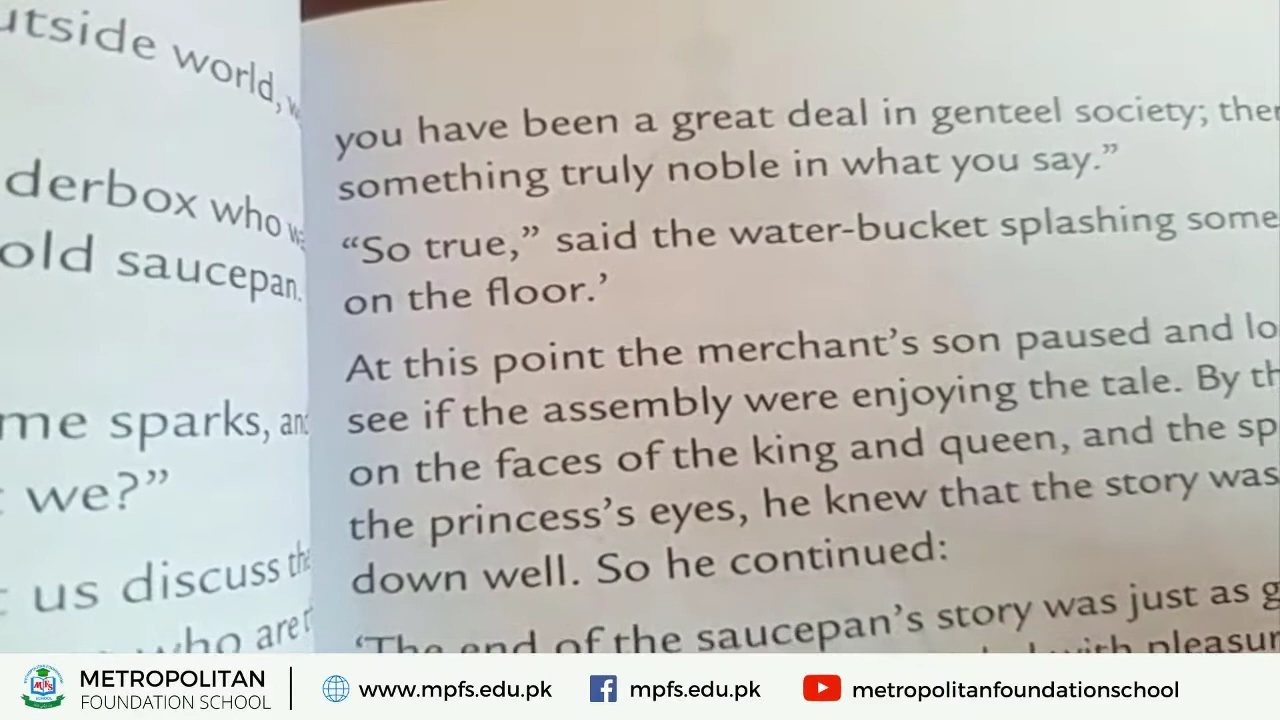 utside world,
derbox who
old saucepan.
me sparks,
we?”
us discuss
who are
you have been a great deal in genteel society;
something truly noble in what you say.”
“So true,” said the water-bucket splashing some
on the floor.’
At this point the merchant’s son paused and lo
see if the assembly were enjoying the tale. By th
on the faces of the king and queen, and the sp
the princess’s eyes, he knew that the story was
down well. So he continued:
‘The end of the saucepan’s story was just as g
with pleasur
METROPOLITAN
FOUNDATION SCHOOL
www.mpfs.edu.pk
mpfs.edu.pk
metropolitanfoundationschool